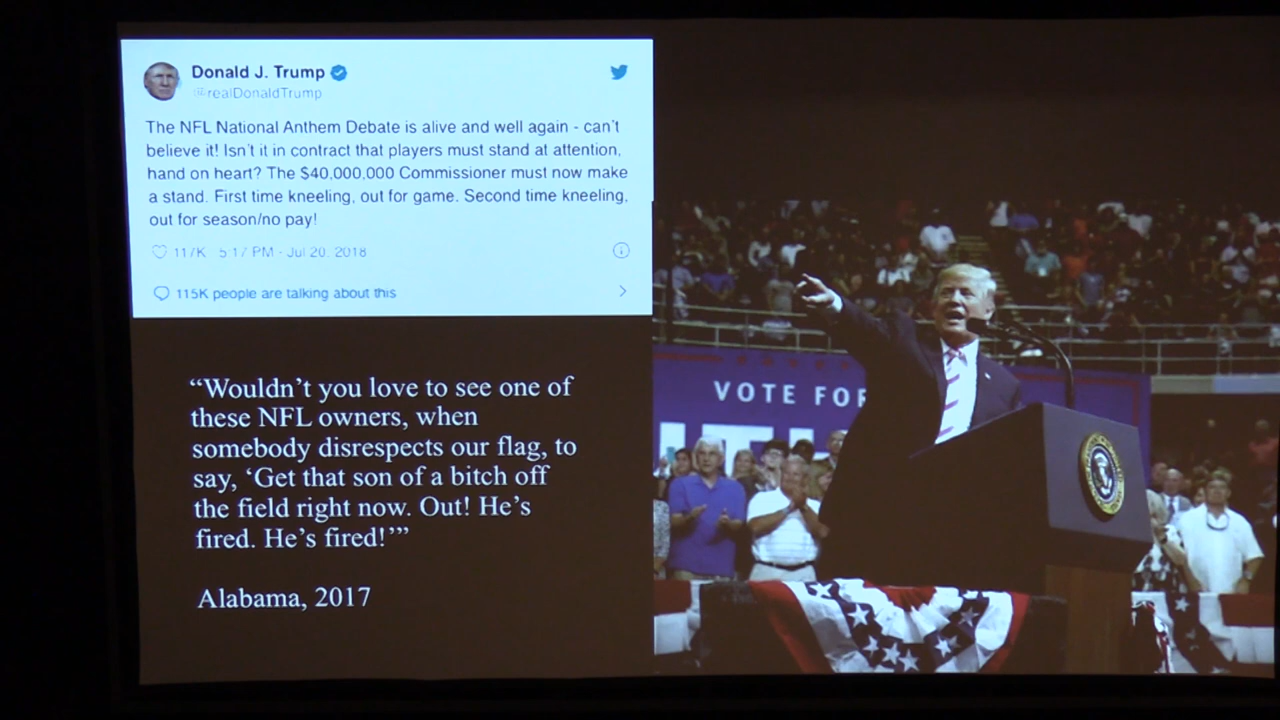 Donald J. Trump
@realDonaldTrump
The NFL National Anthem Debate is alive and well again - can't
believe it! Isn't it in contract that players must stand at attention,
hand on heart? The $40,000,000 Commissioner must now make
a stand. First time kneeling, out for game. Second time kneeling,
out for season/no pay!
117K 5:17 PM - Jul 20, 2018
115K people are talking about this
“Wouldn’t you love to see one of
these NFL owners, when
somebody disrespects our flag, to
say, ‘Get that son of a bitch off
the field right now. Out! He’s
fired. He’s fired!’”
Alabama, 2017
VOTE FOR